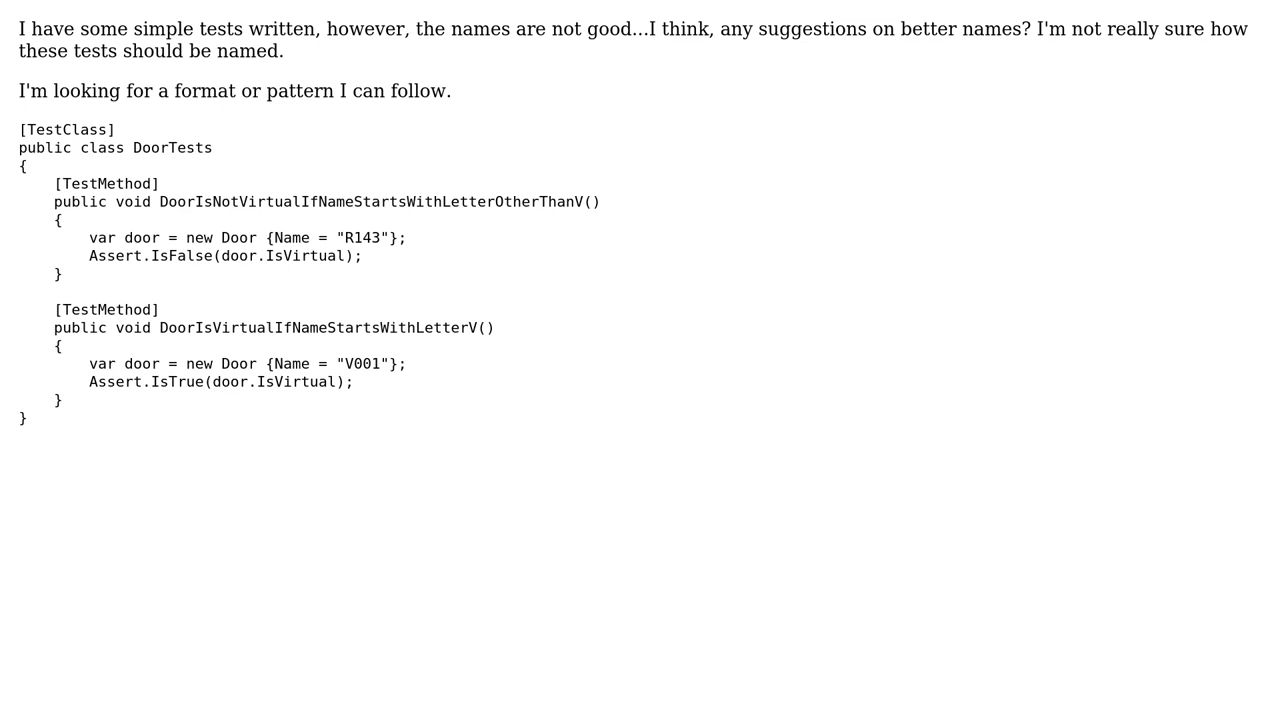 I have some simple tests written, however, the names are not good...I think, any suggestions on better names? I'm not really sure how
these tests should be named.
I'm looking for a format or pattern I can follow.
[TestClass]
public class DoorTests
{
    [TestMethod]
    public void DoorIsNotVirtualIfNameStartsWithLetterOtherThanV()
    {
        var door = new Door {Name = "R143"};
        Assert.IsFalse(door.IsVirtual);
    }
    [TestMethod]
    public void DoorIsVirtualIfNameStartsWithLetterV()
    {
        var door = new Door {Name = "V001"};
        Assert.IsTrue(door.IsVirtual);
    }
}